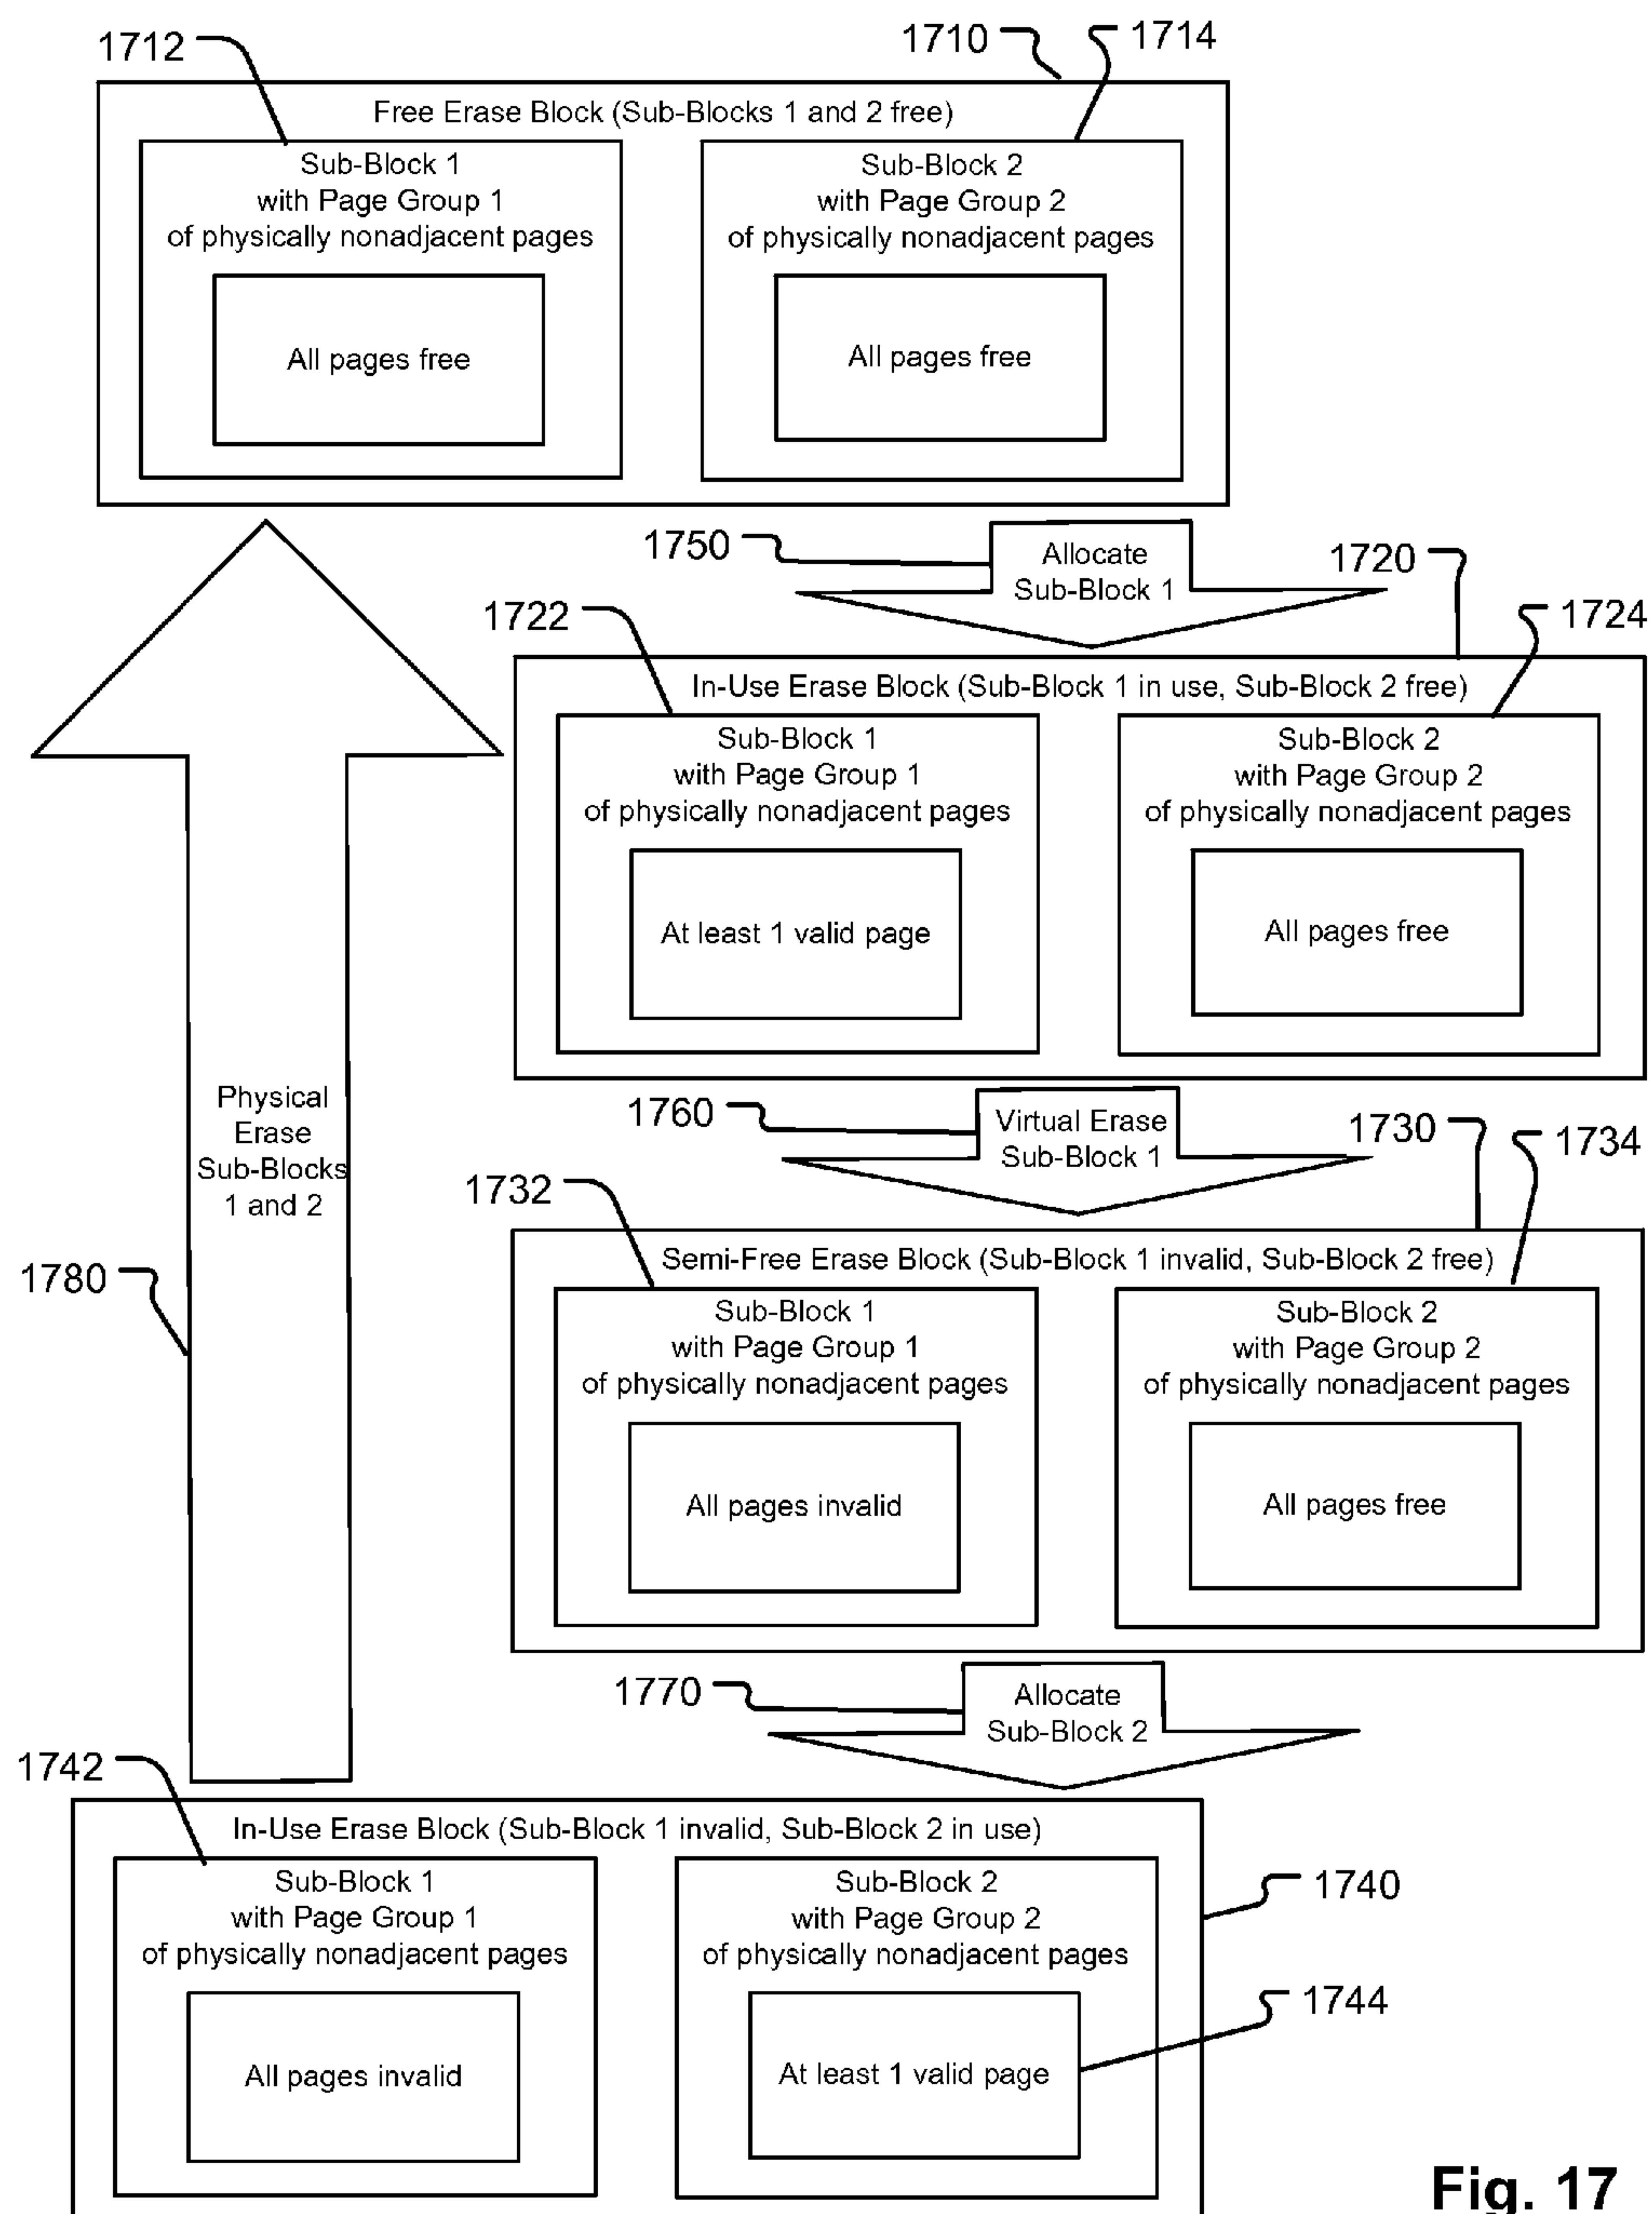 1712
1710
1714
Free Erase Block (Sub-Blocks 1 and 2 free)
Sub-Block 1
with Page Group 1
of physically nonadjacent pages
All pages free
Sub-Block 2
with Page Group 2
of physically nonadjacent pages
All pages free
1750
Allocate
Sub-Block 1
1720
1722
1724
In-Use Erase Block (Sub-Block 1 in use, Sub-Block 2 free)
Sub-Block 1
with Page Group 1
of physically nonadjacent pages
At least 1 valid page
Sub-Block 2
with Page Group 2
of physically nonadjacent pages
All pages free
Physical
Erase
Sub-Blocks
1 and 2
1780
1760
Virtual Erase
Sub-Block 1
1730
1734
1732
Semi-Free Erase Block (Sub-Block 1 invalid, Sub-Block 2 free)
Sub-Block 1
with Page Group 1
of physically nonadjacent pages
All pages invalid
Sub-Block 2
with Page Group 2
of physically nonadjacent pages
All pages free
1770
Allocate
Sub-Block 2
1742
In-Use Erase Block (Sub-Block 1 invalid, Sub-Block 2 in use)
Sub-Block 1
with Page Group 1
of physically nonadjacent pages
All pages invalid
Sub-Block 2
with Page Group 2
of physically nonadjacent pages
At least 1 valid page
1740
1744
Fig. 17